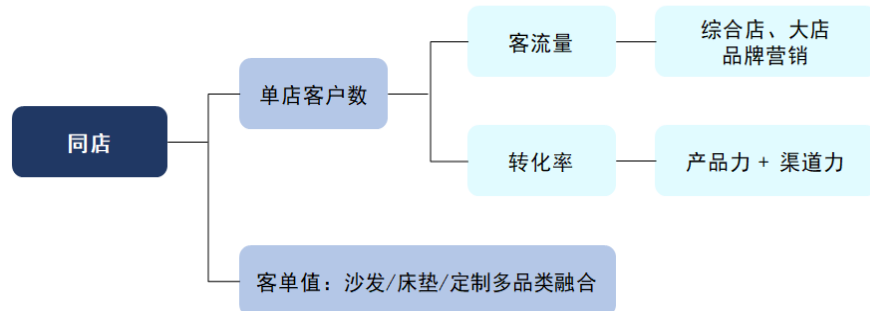 同店
单店客户数
客流量
综合店、大店
品牌营销
转化率
产品力 + 渠道力
客单值：沙发/床垫/定制多品类融合